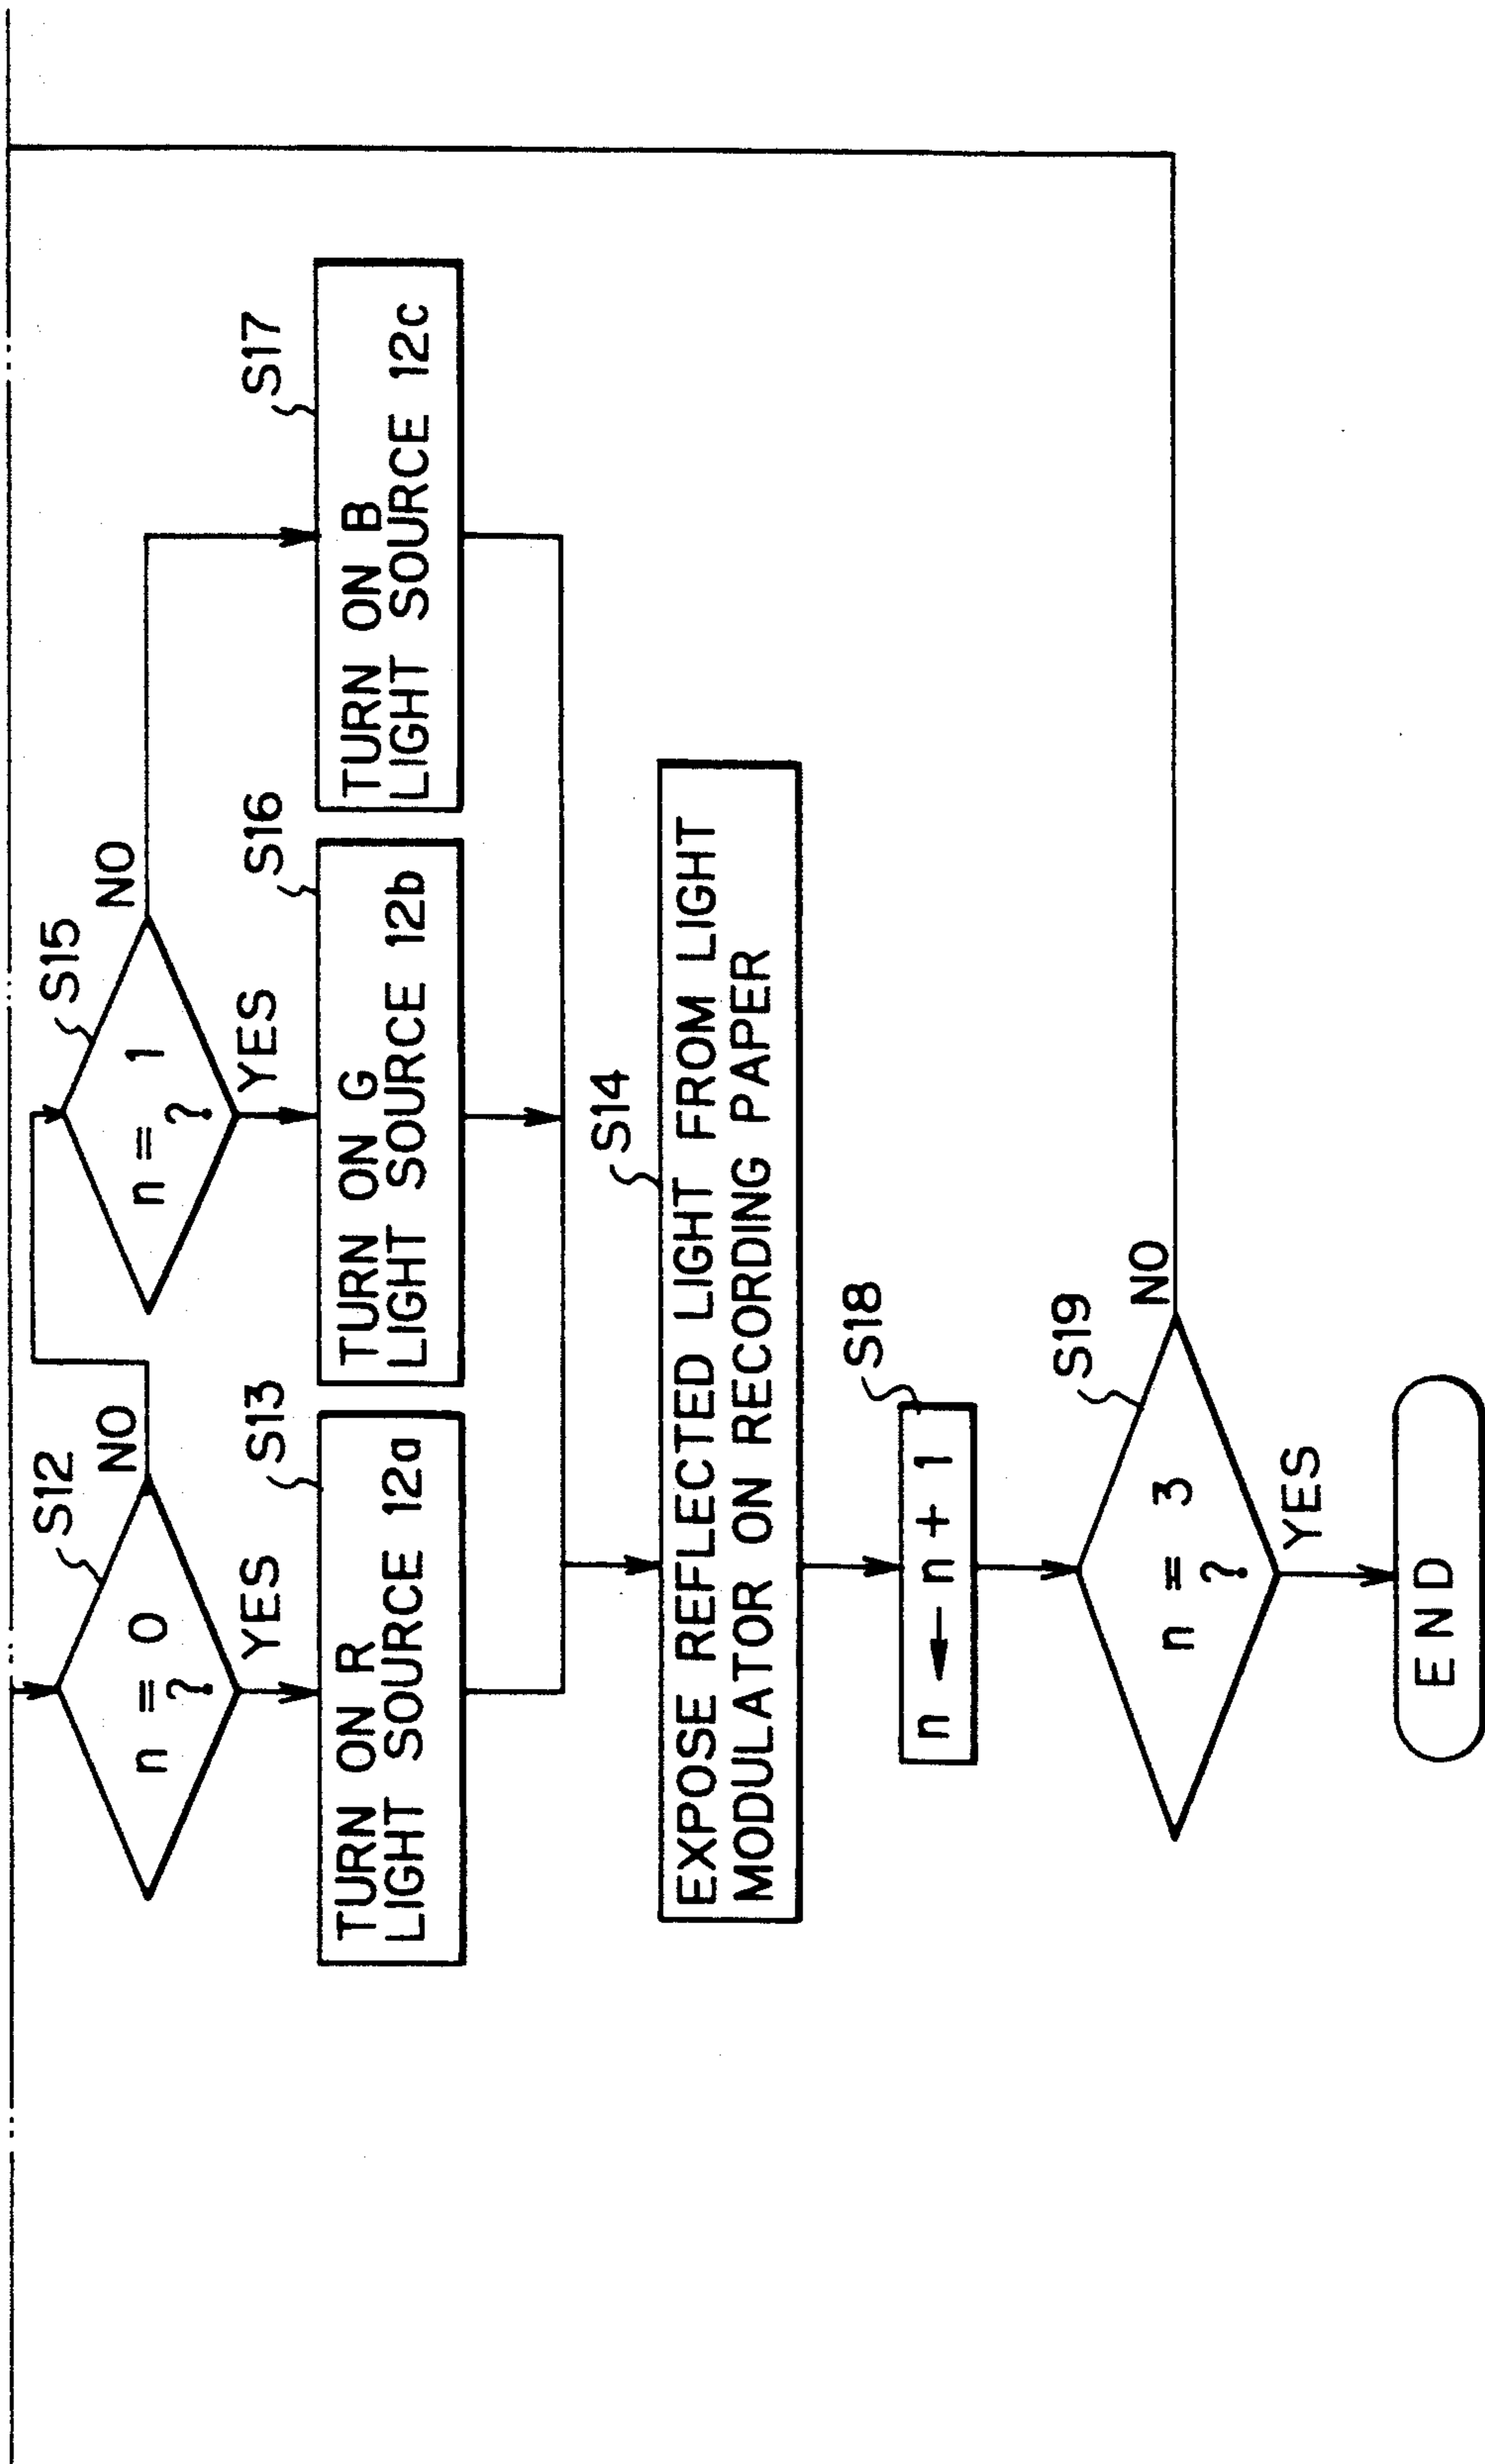 S12
n = 0
?
NO
YES
S15
n = 1
?
NO
YES
S13
TURN ON R
LIGHT SOURCE 12a
S16
TURN ON G
LIGHT SOURCE 12b
S17
TURN ON B
LIGHT SOURCE 12c
S14
EXPOSE REFLECTED LIGHT FROM LIGHT
MODULATOR ON RECORDING PAPER
S18
n ← n + 1
S19
n = 3
?
NO
YES
END